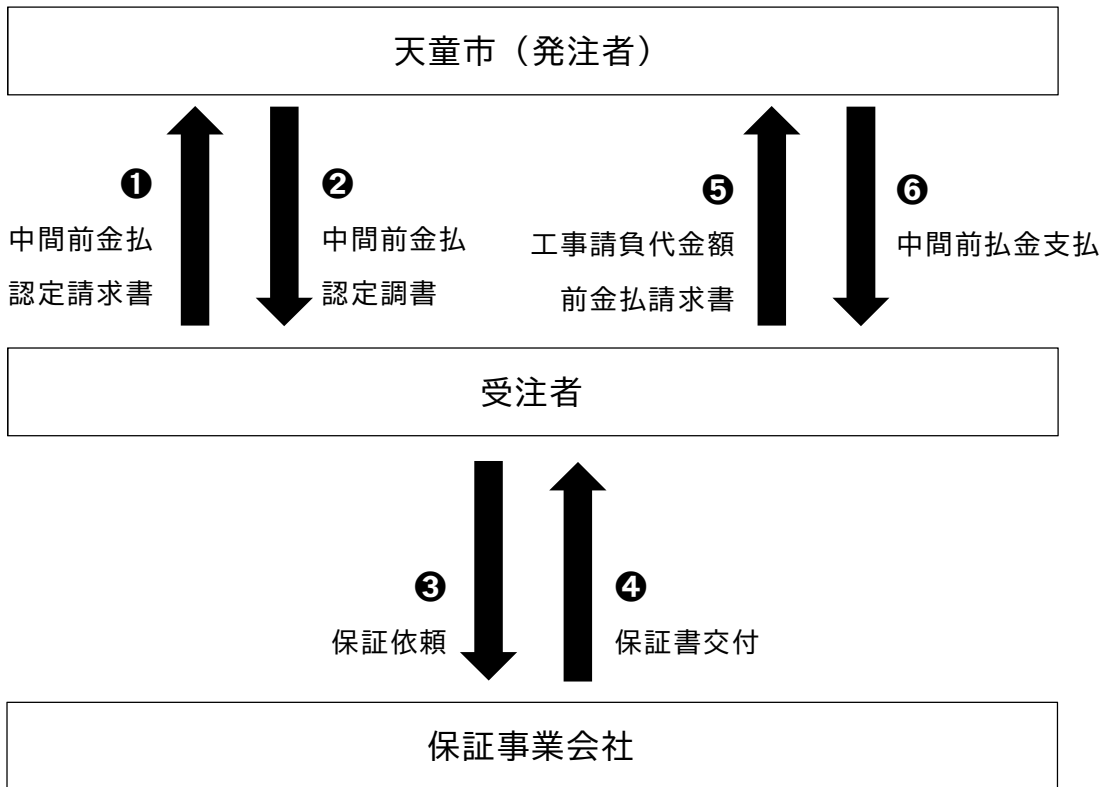 天童市（発注者）
❶
中間前金払
認定請求書
❷
中間前金払
認定調書
❺
工事請負代金額
前金払請求書
❻
中間前払金支払
受注者
❸
保証依頼
❹
保証書交付
保証事業会社